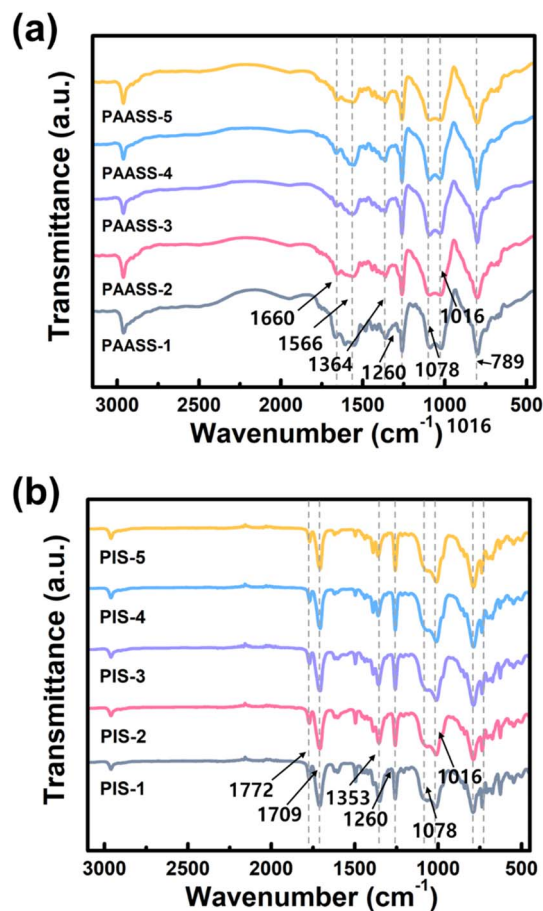 (a)
Transmittance (a.u.)
PAASS-5
PAASS-4
PAASS-3
PAASS-2
PAASS-1
1660
1566
1364
1260
1078
1016
789
3000 2500 2000 1500 1000 500
Wavenumber (cm-1) 1016
(b)
Transmittance (a.u.)
PIS-5
PIS-4
PIS-3
PIS-2
PIS-1
1772
1709
1353
1260
1078
1016
3000 2500 2000 1500 1000 500
Wavenumber (cm-1)